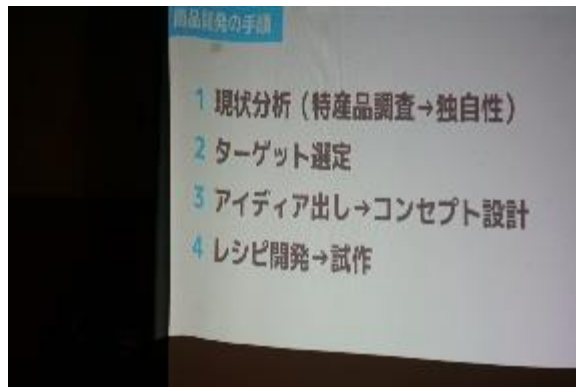 商品開発の手順
1 現状分析（特産品調査→独自性）
2 ターゲット選定
3 アイディア出し→コンセプト設計
4 レシピ開発→試作